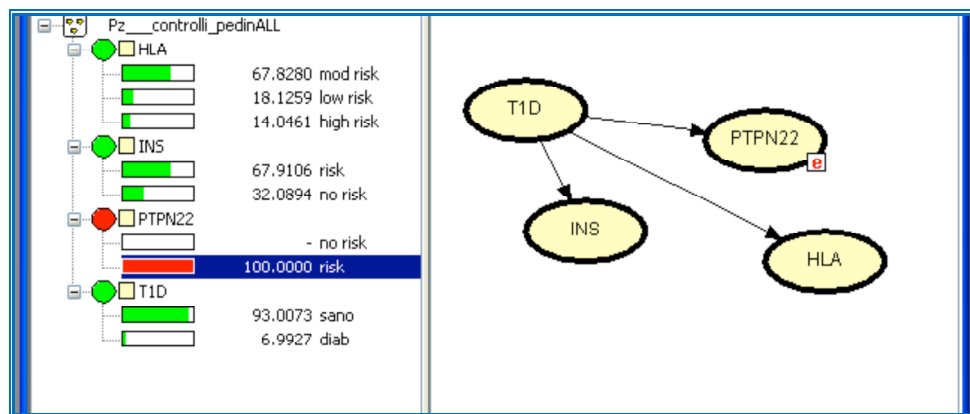 Pz___controlli_pedinALL
HLA
67.8280 mod risk
18.1259 low risk
14.0461 high risk
INS
67.9106 risk
32.0894 no risk
PTPN22
- no risk
100.0000 risk
T1D
93.0073 sano
6.9927 diab
T1D
PTPN22
e
INS
HLA